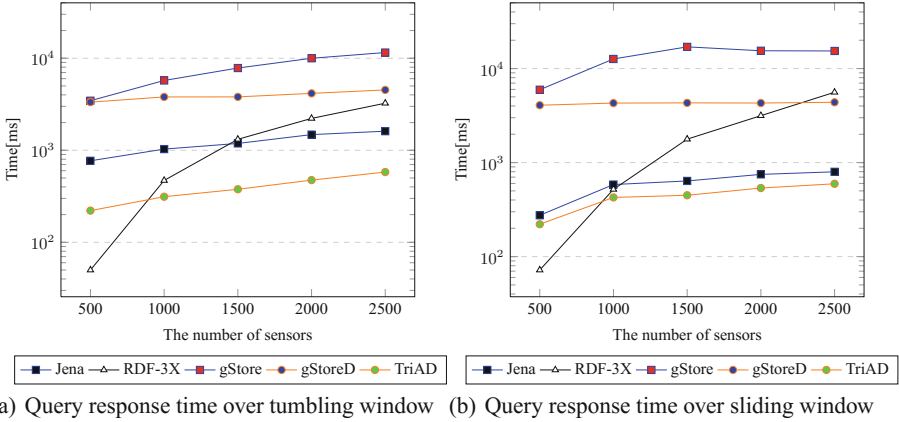 10^4
10^3
10^2
Time[ms]
500 1000 1500 2000 2500
The number of sensors
Jena RDF-3X gStore gStoreD TriAD
a) Query response time over tumbling window
10^4
10^3
10^2
Time[ms]
500 1000 1500 2000 2500
The number of sensors
Jena RDF-3X gStore gStoreD TriAD
(b) Query response time over sliding window